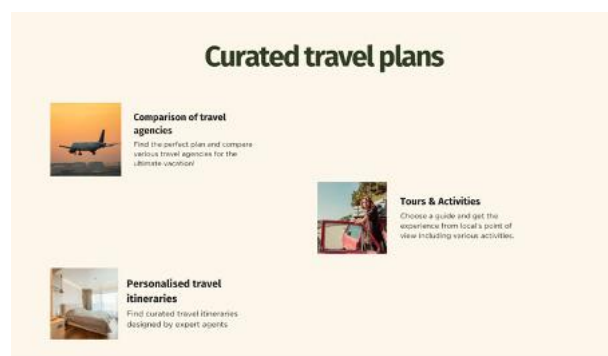 Curated travel plans
Comparison of travel
agencies
Find the perfect plan and compare
various travel agencies for the
ultimate vacation!
Tours & Activities
Choose a guide and get the
experience from local's point of
view including various activities.
Personalised travel
itineraries
Find curated travel itineraries
designed by expert agents